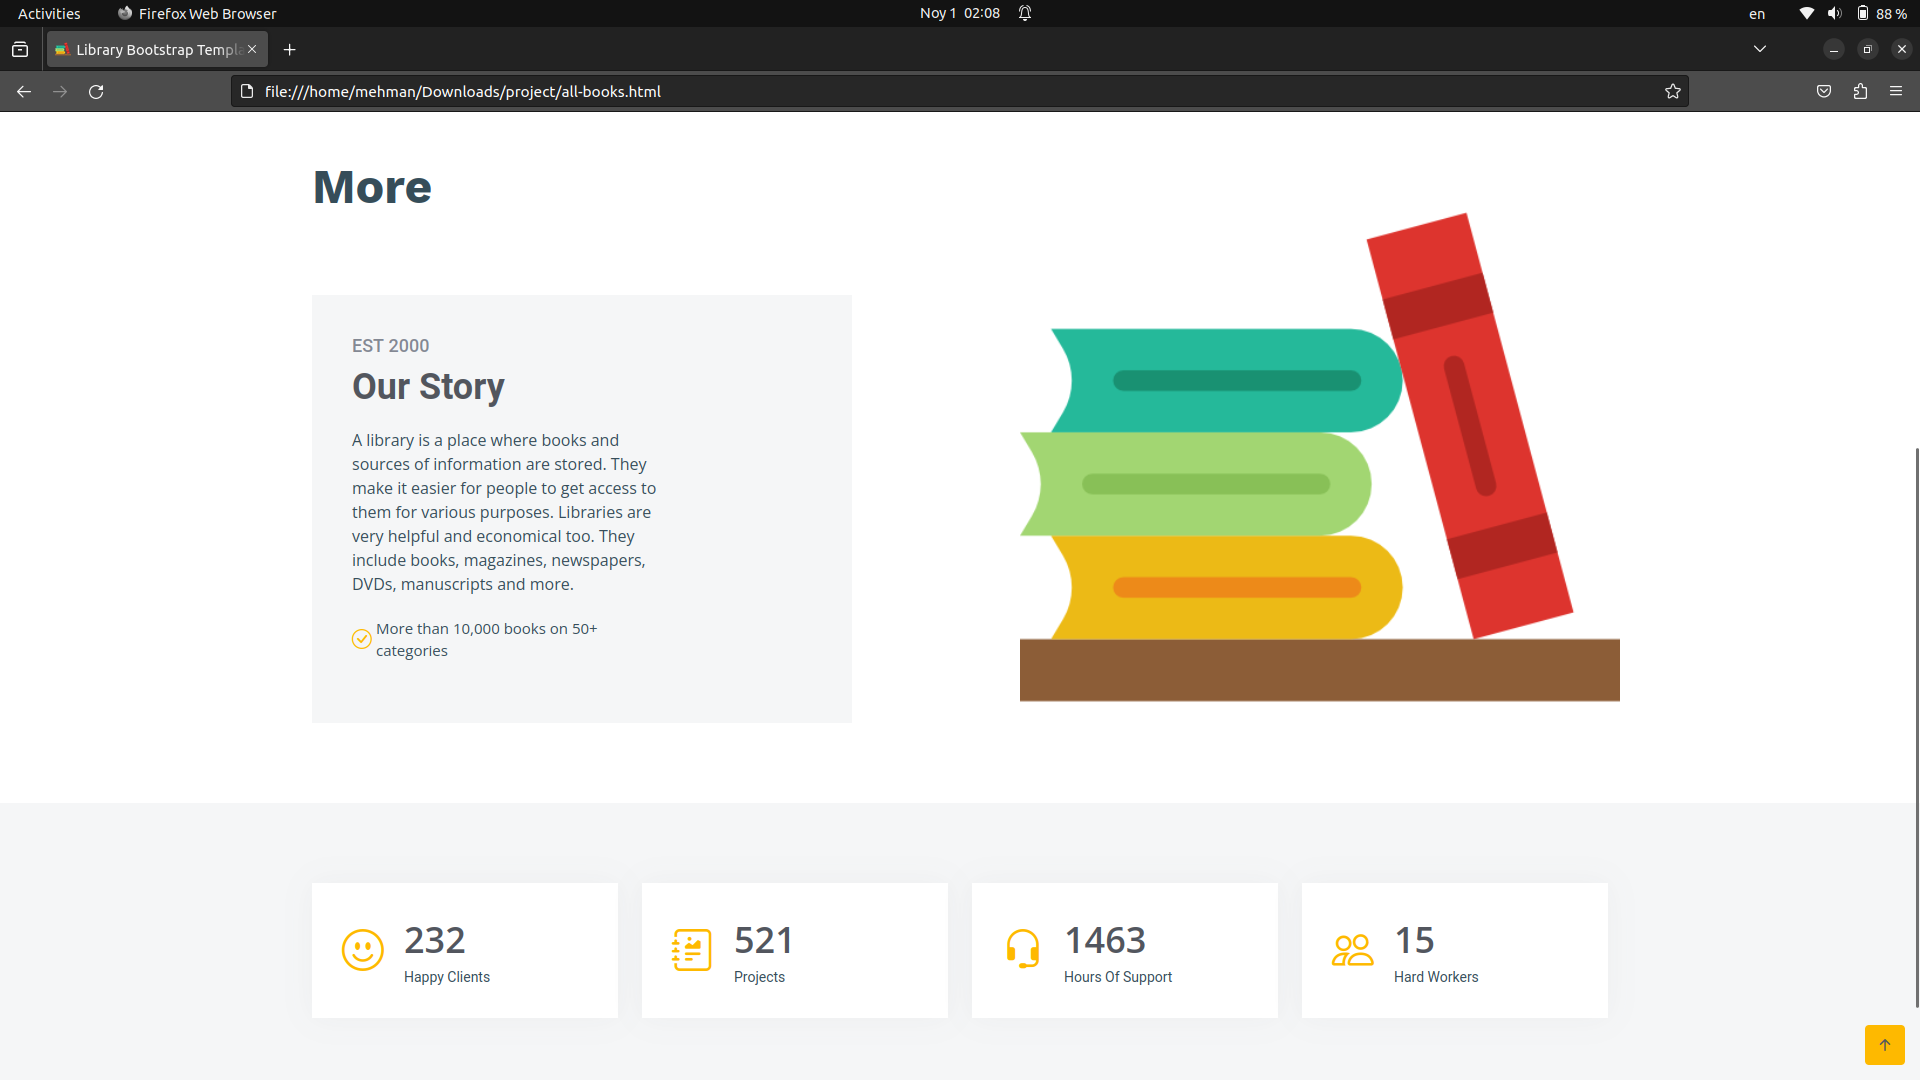 Activities
Firefox Web Browser
Noy 1 02:08
en
88 %
Library Bootstrap Templa
file:///home/mehman/Downloads/project/all-books.html
More
EST 2000
Our Story
A library is a place where books and
sources of information are stored. They
make it easier for people to get access to
them for various purposes. Libraries are
very helpful and economical too. They
include books, magazines, newspapers,
DVDs, manuscripts and more.
More than 10,000 books on 50+
categories
232
Happy Clients
521
Projects
1463
Hours Of Support
15
Hard Workers